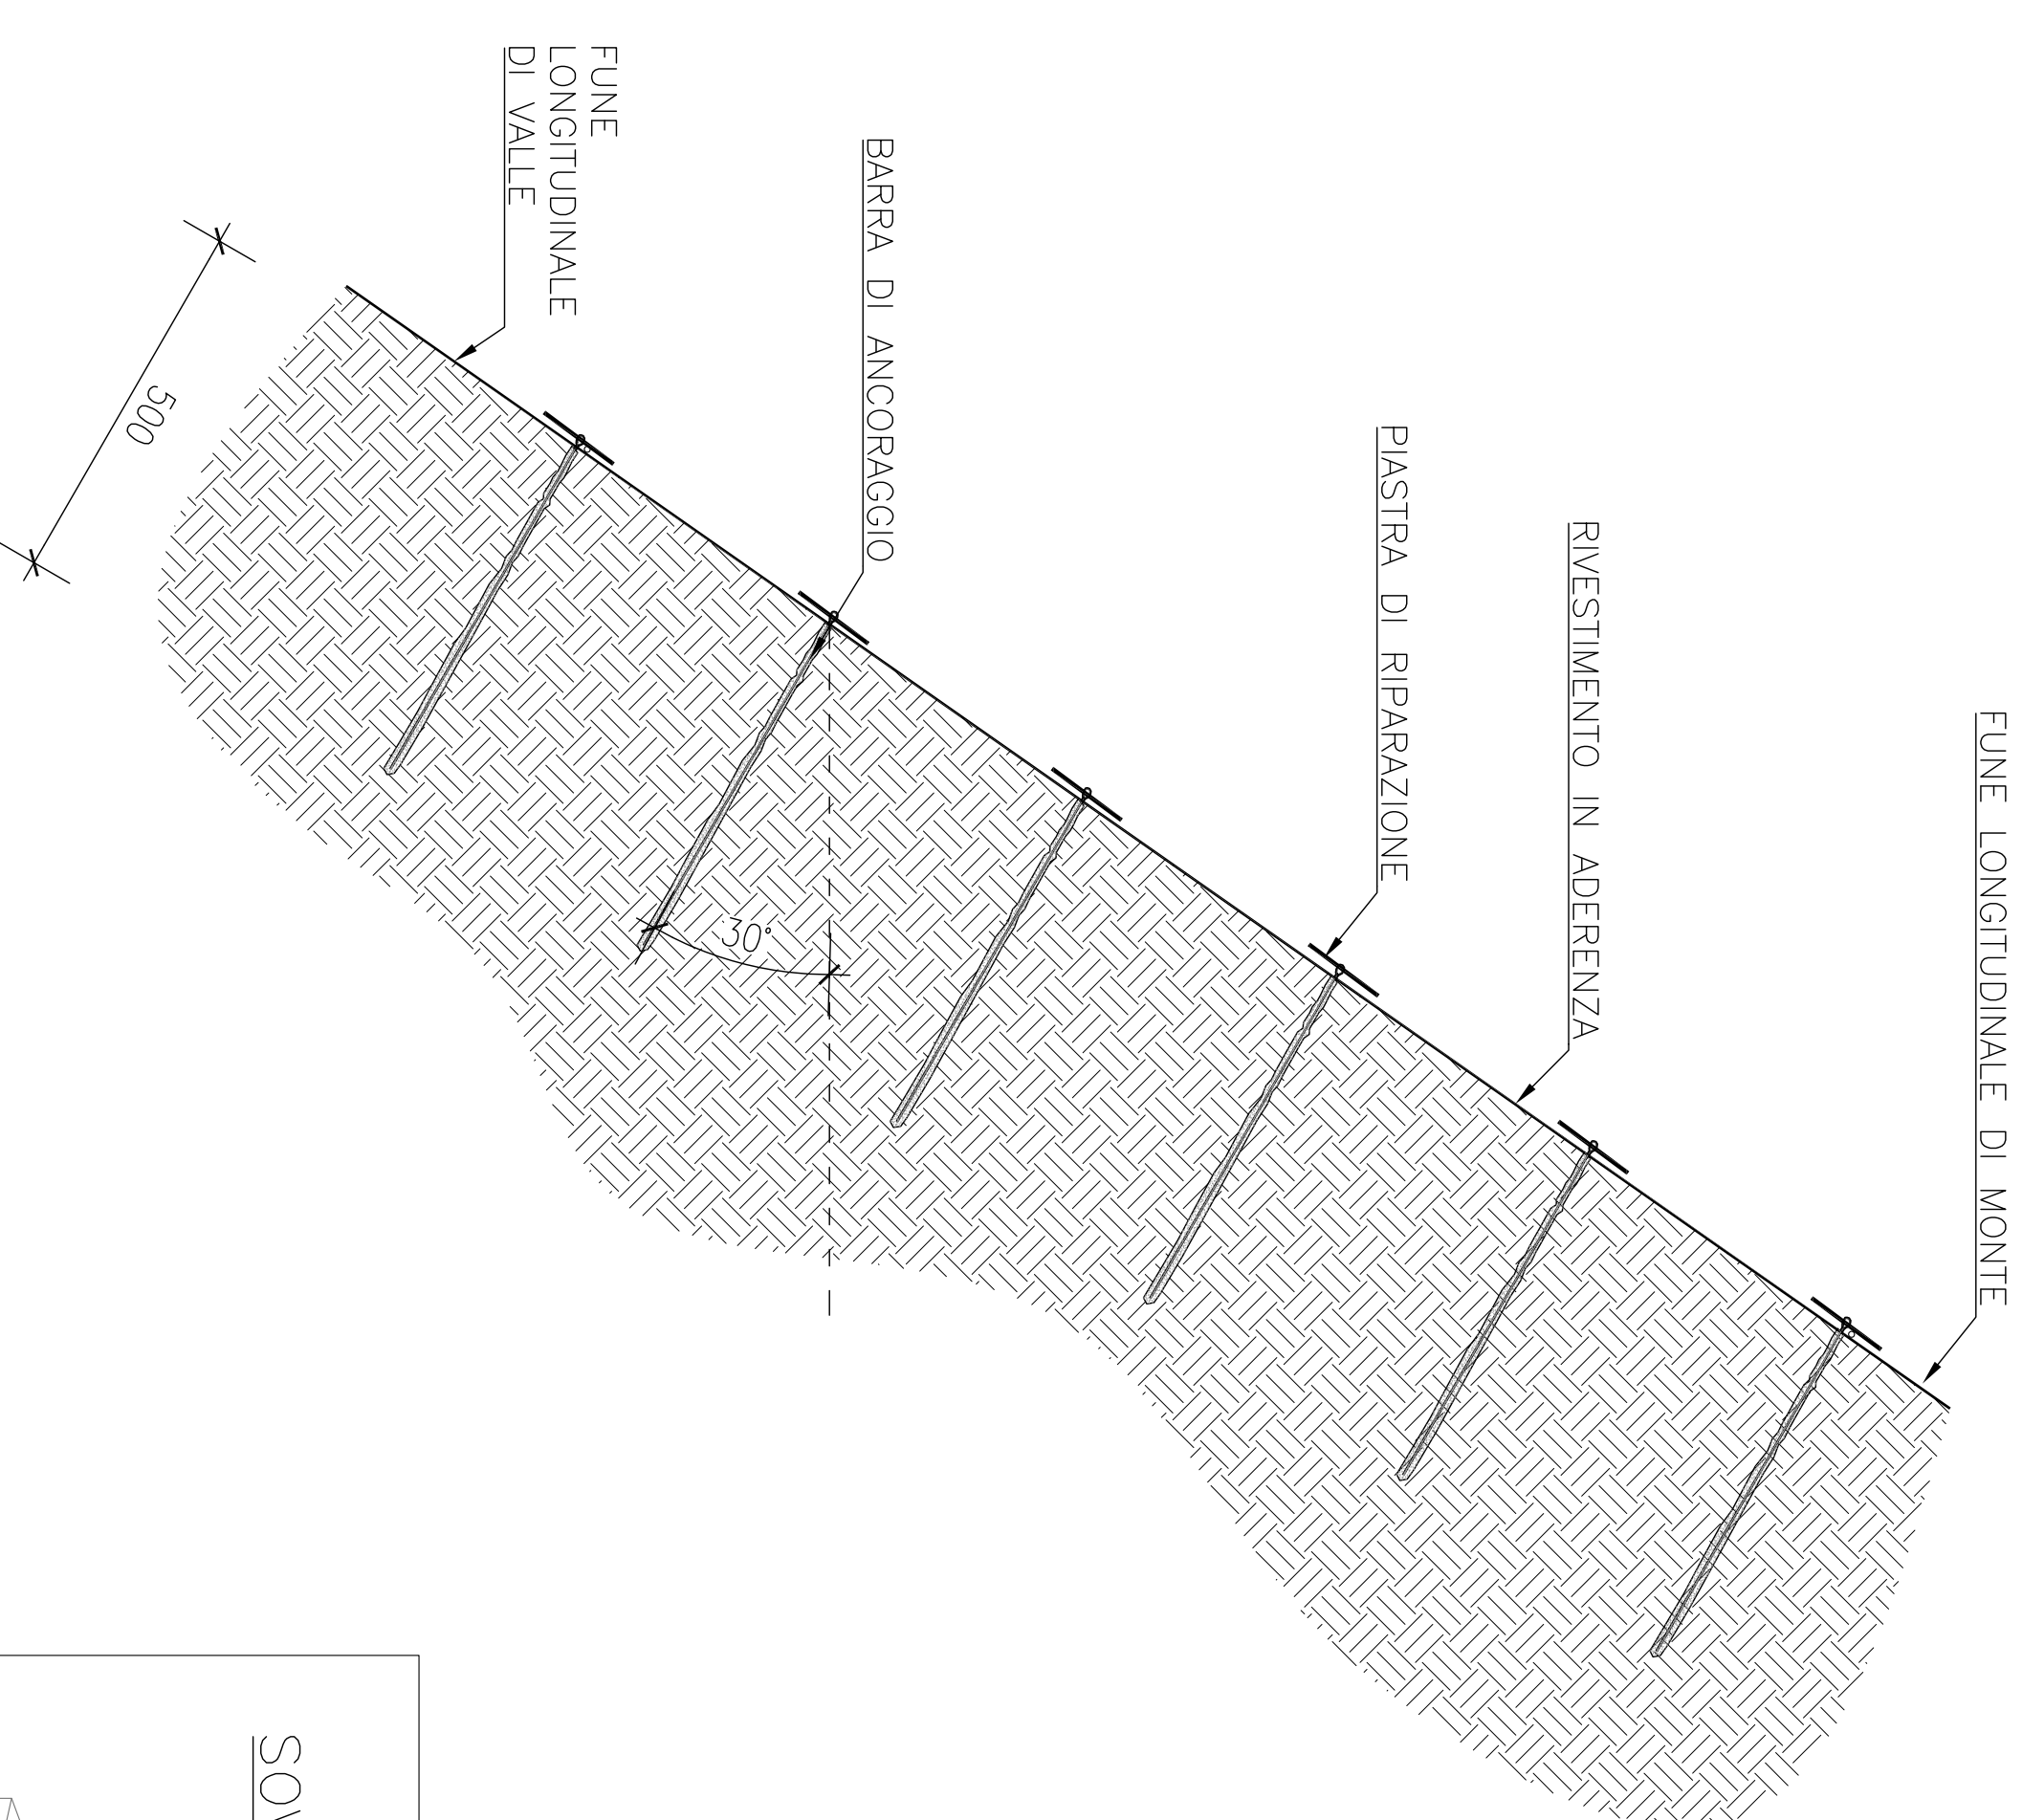 FUNE LONGITUDINALE DI MONTE
RIVESTIMENTO IN ADERENZA
PIASTRA DI RIPARAZIONE
BARRA DI ANCORAGGIO
FUNE
LONGITUDINALE
DI VALLE
30°
500